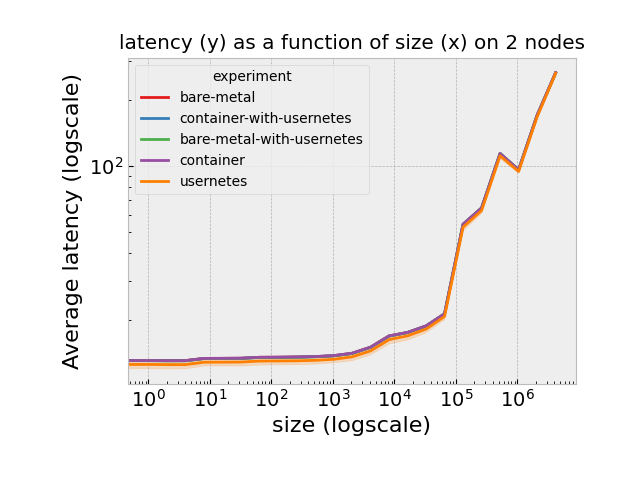 latency (y) as a function of size (x) on 2 nodes
experiment
bare-metal
container-with-usernetes
bare-metal-with-usernetes
container
usernetes
Average latency (logscale)
10²
10⁰ 10¹ 10² 10³ 10⁴ 10⁵ 10⁶
size (logscale)